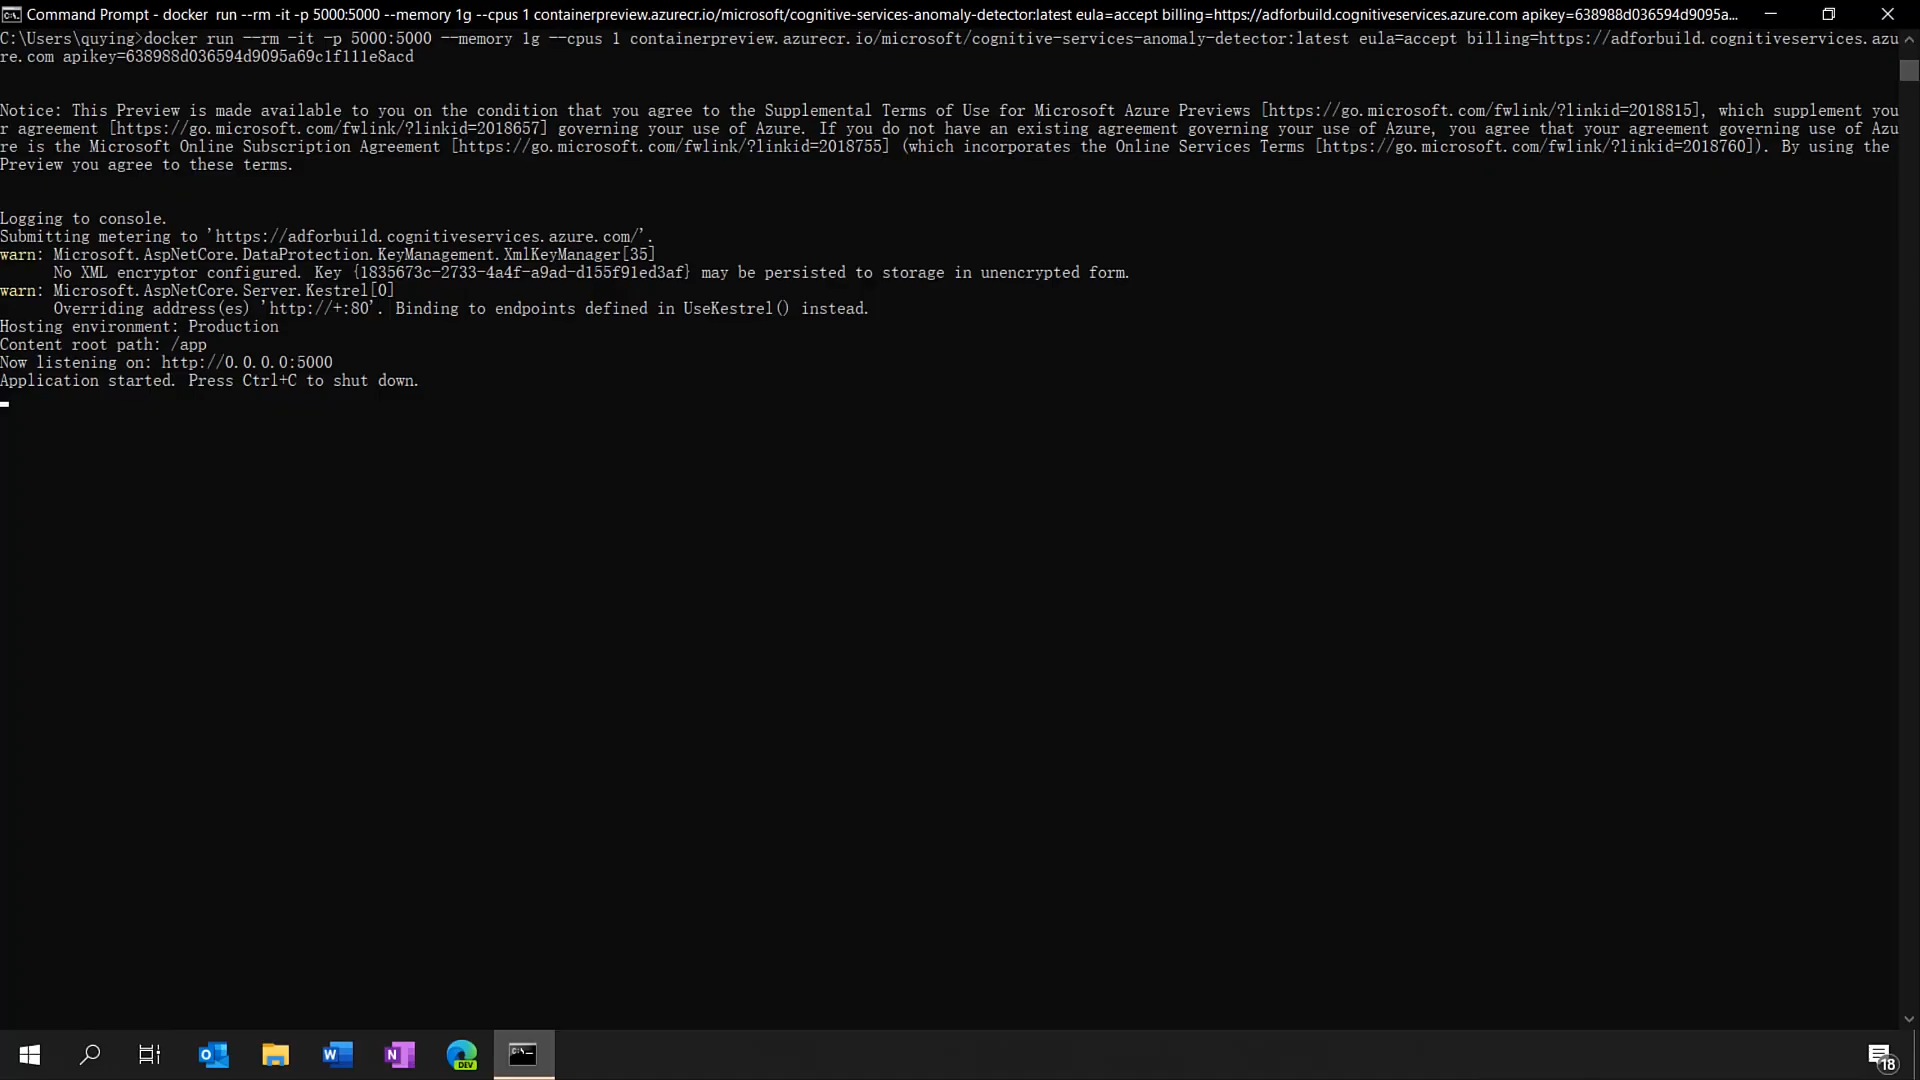 Command Prompt - docker  run --rm -it -p 5000:5000 --memory 1g --cpus 1 containerpreview.azurecr.io/microsoft/cognitive-services-anomaly-detector:latest eula=accept billing=https://adforbuild.cognitiveservices.azure.com apikey=638988d036594d9095a...
C:\Users\quying>docker run --rm -it -p 5000:5000 --memory 1g --cpus 1 containerpreview.azurecr.io/microsoft/cognitive-services-anomaly-detector:latest eula=accept billing=https://adforbuild.cognitiveservices.azu
re.com apikey=638988d036594d9095a69c1f111e8acd
Notice: This Preview is made available to you on the condition that you agree to the Supplemental Terms of Use for Microsoft Azure Previews [https://go.microsoft.com/fwlink/?linkid=2018815], which supplement you
r agreement [https://go.microsoft.com/fwlink/?linkid=2018657] governing your use of Azure. If you do not have an existing agreement governing your use of Azure, you agree that your agreement governing use of Azu
re is the Microsoft Online Subscription Agreement [https://go.microsoft.com/fwlink/?linkid=2018755] (which incorporates the Online Services Terms [https://go.microsoft.com/fwlink/?linkid=2018760]). By using the
Preview you agree to these terms.
Logging to console.
Submitting metering to 'https://adforbuild.cognitiveservices.azure.com/'.
warn: Microsoft.AspNetCore.DataProtection.KeyManagement.XmlKeyManager[35]
No XML encryptor configured. Key {1835673c-2733-4a4f-a9ad-d155f91ed3af} may be persisted to storage in unencrypted form.
warn: Microsoft.AspNetCore.Server.Kestrel[0]
Overriding address(es) 'http://+:80'. Binding to endpoints defined in UseKestrel() instead.
Hosting environment: Production
Content root path: /app
Now listening on: http://0.0.0.0:5000
Application started. Press Ctrl+C to shut down.
DEV
18